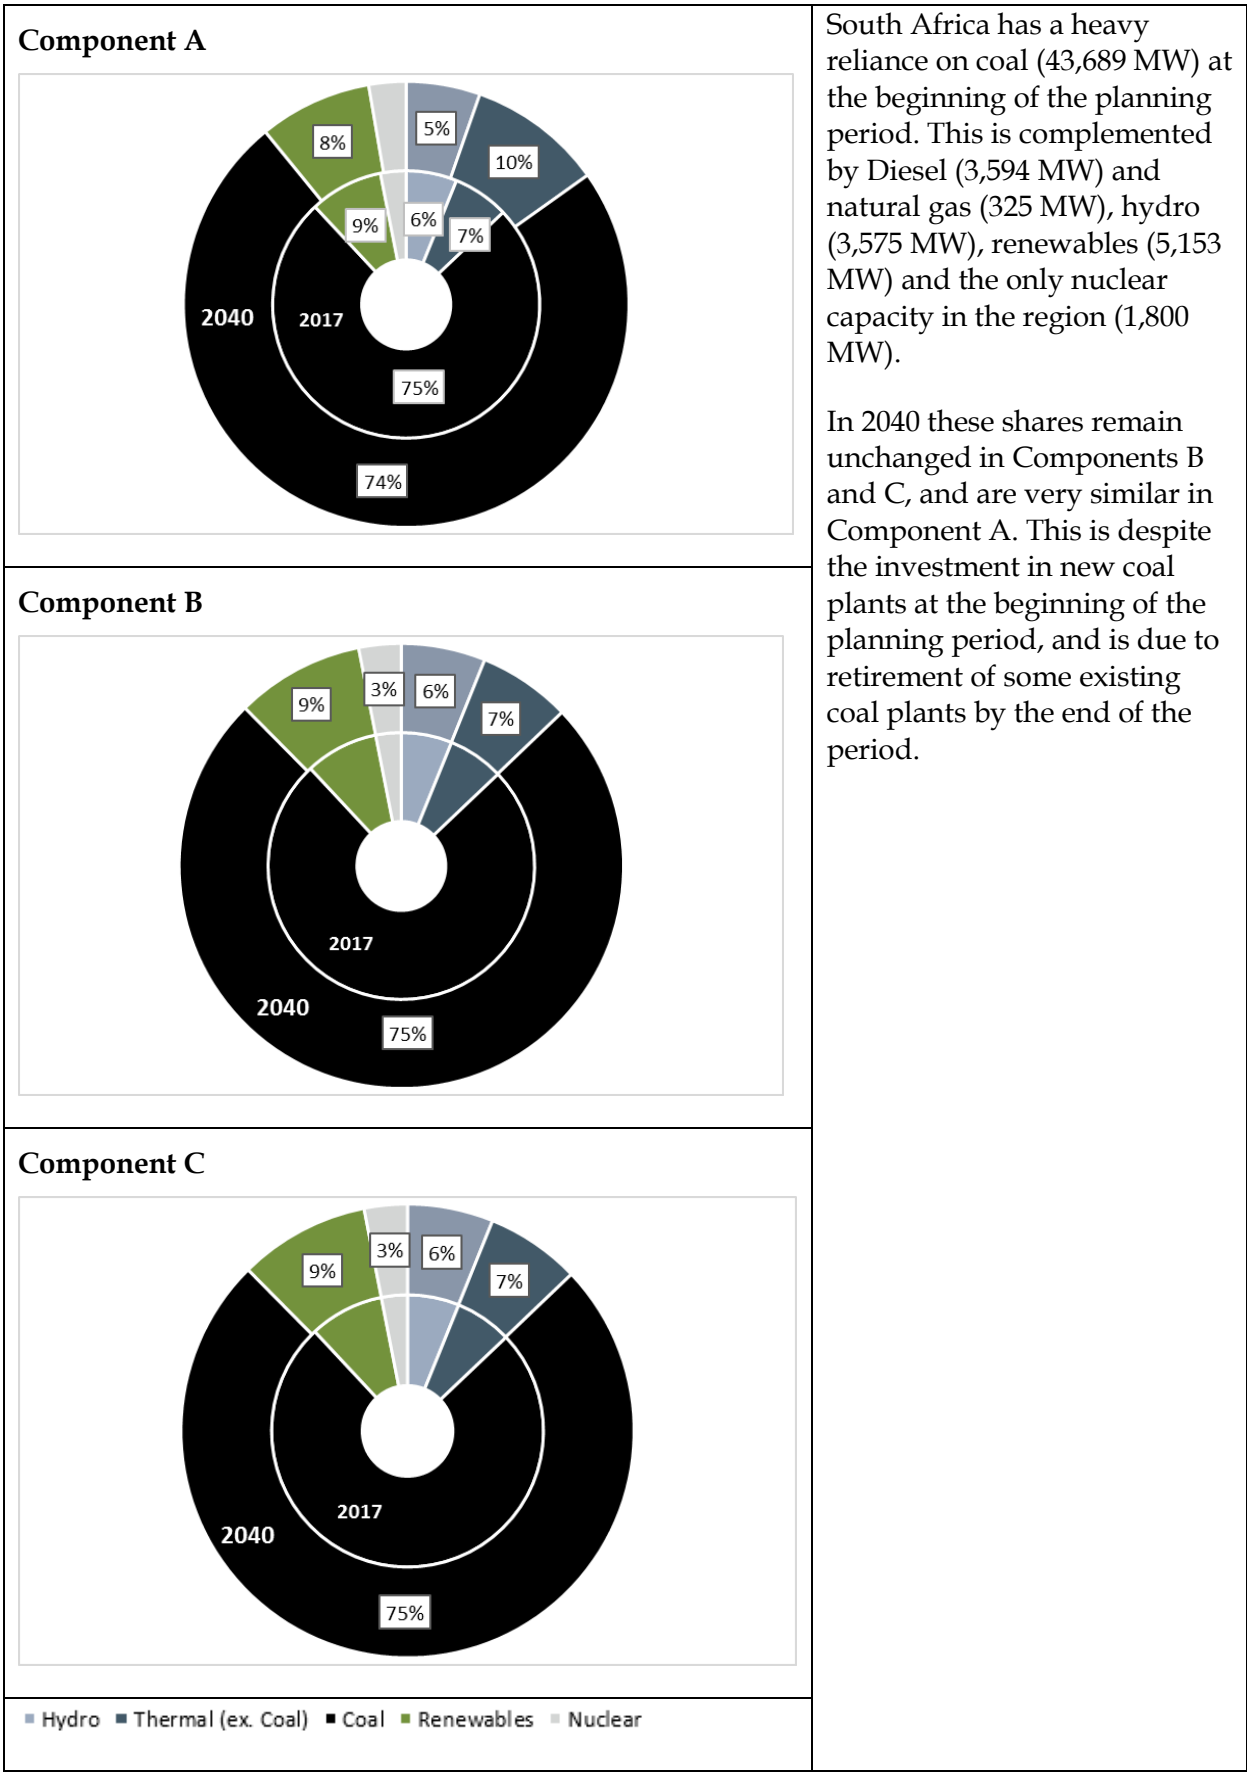 Component A
5%
8%
10%
6%
9%
7%
2040
2017
75%
74%
Component B
3%
6%
9%
7%
2017
2040
75%
Component C
3%
6%
9%
7%
2017
2040
75%
Hydro Thermal (ex. Coal) Coal Renewables Nuclear
South Africa has a heavy
reliance on coal (43,689 MW) at
the beginning of the planning
period. This is complemented
by Diesel (3,594 MW) and
natural gas (325 MW), hydro
(3,575 MW), renewables (5,153
MW) and the only nuclear
capacity in the region (1,800
MW).
In 2040 these shares remain
unchanged in Components B
and C, and are very similar in
Component A. This is despite
the investment in new coal
plants at the beginning of the
planning period, and is due to
retirement of some existing
coal plants by the end of the
period.